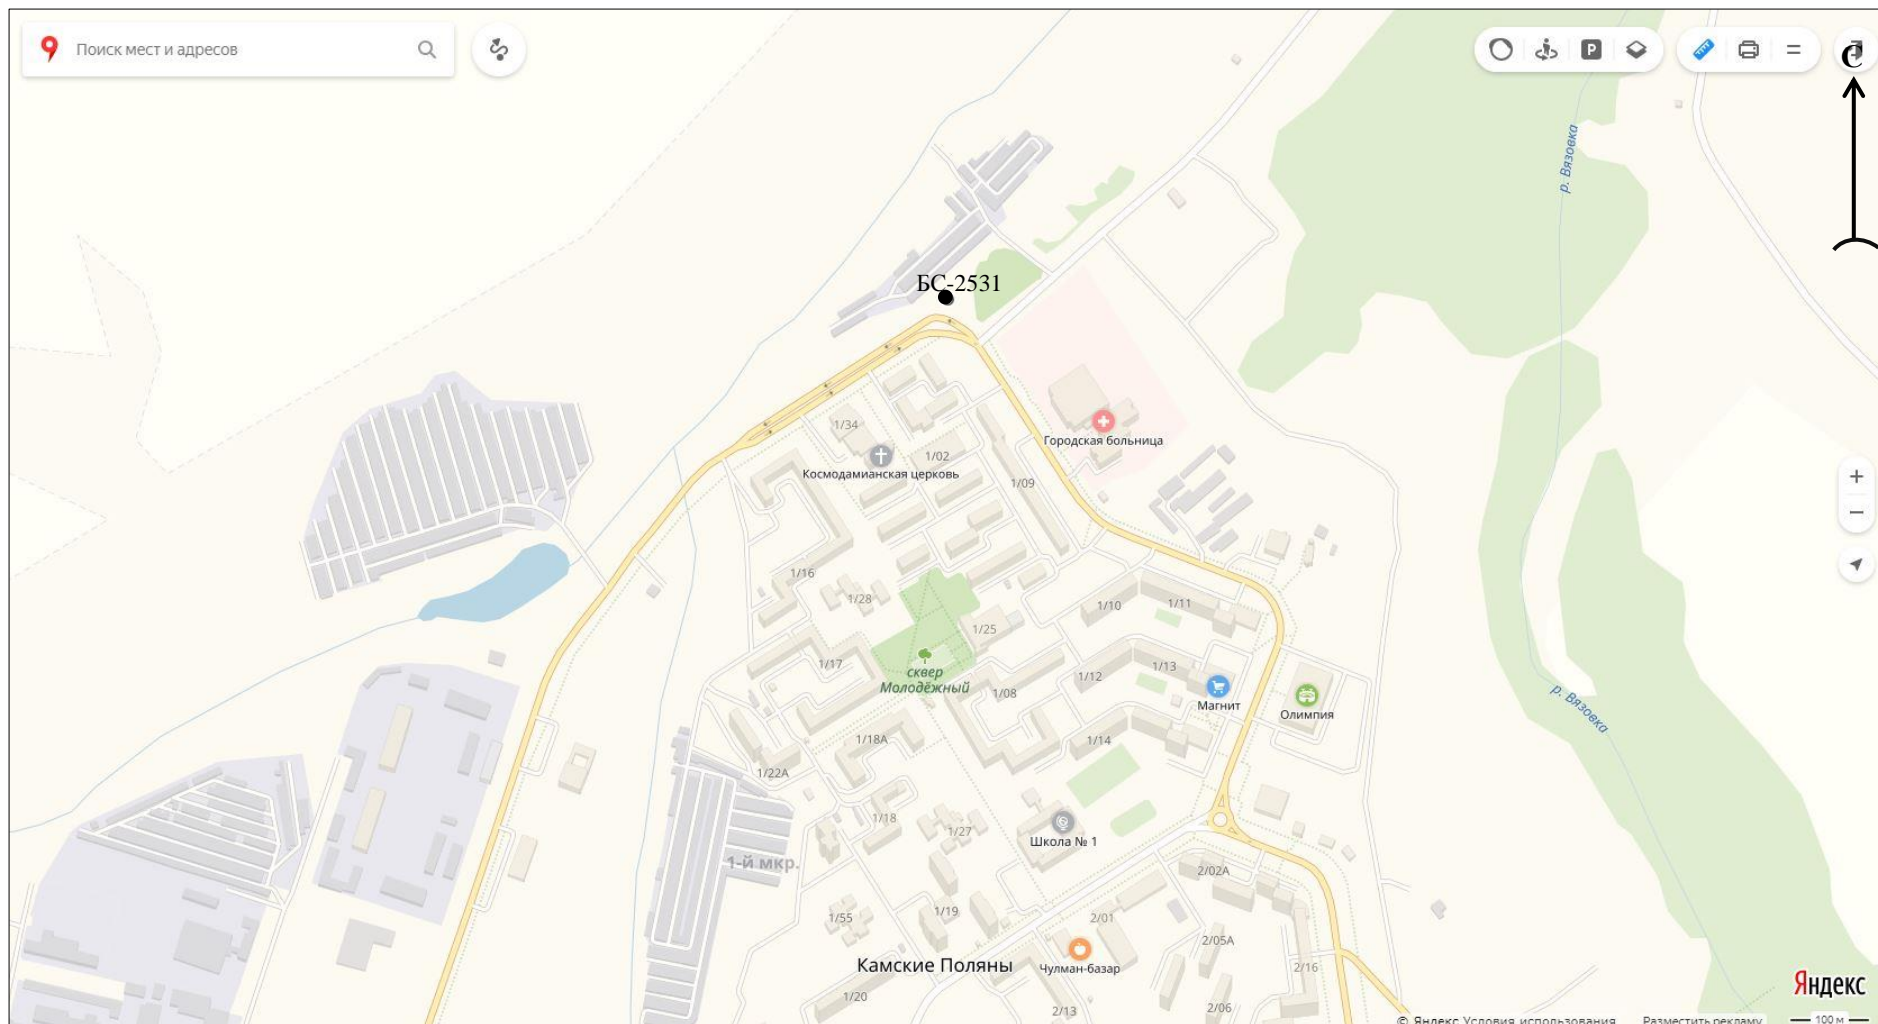 Поиск мест и адресов
P
С
р. Вязовка
БС-2531
1/34
Городская больница
1/02
Космодамианская церковь
1/09
1/16
1/28
1/10
1/11
1/25
1/17
сквер
Молодёжный
1/08
1/12
1/13
Магнит
Олимпия
р. Вязовка
1/18А
1/14
1/22А
1/18
1/27
Школа № 1
1-й мкр.
2/02А
1/55
1/19
2/01
2/05А
Камские Поляны
Чулман-базар
2/16
1/20
2/13
2/06
Яндекс
© Яндекс Условия использования
Разместить рекламу
100 м